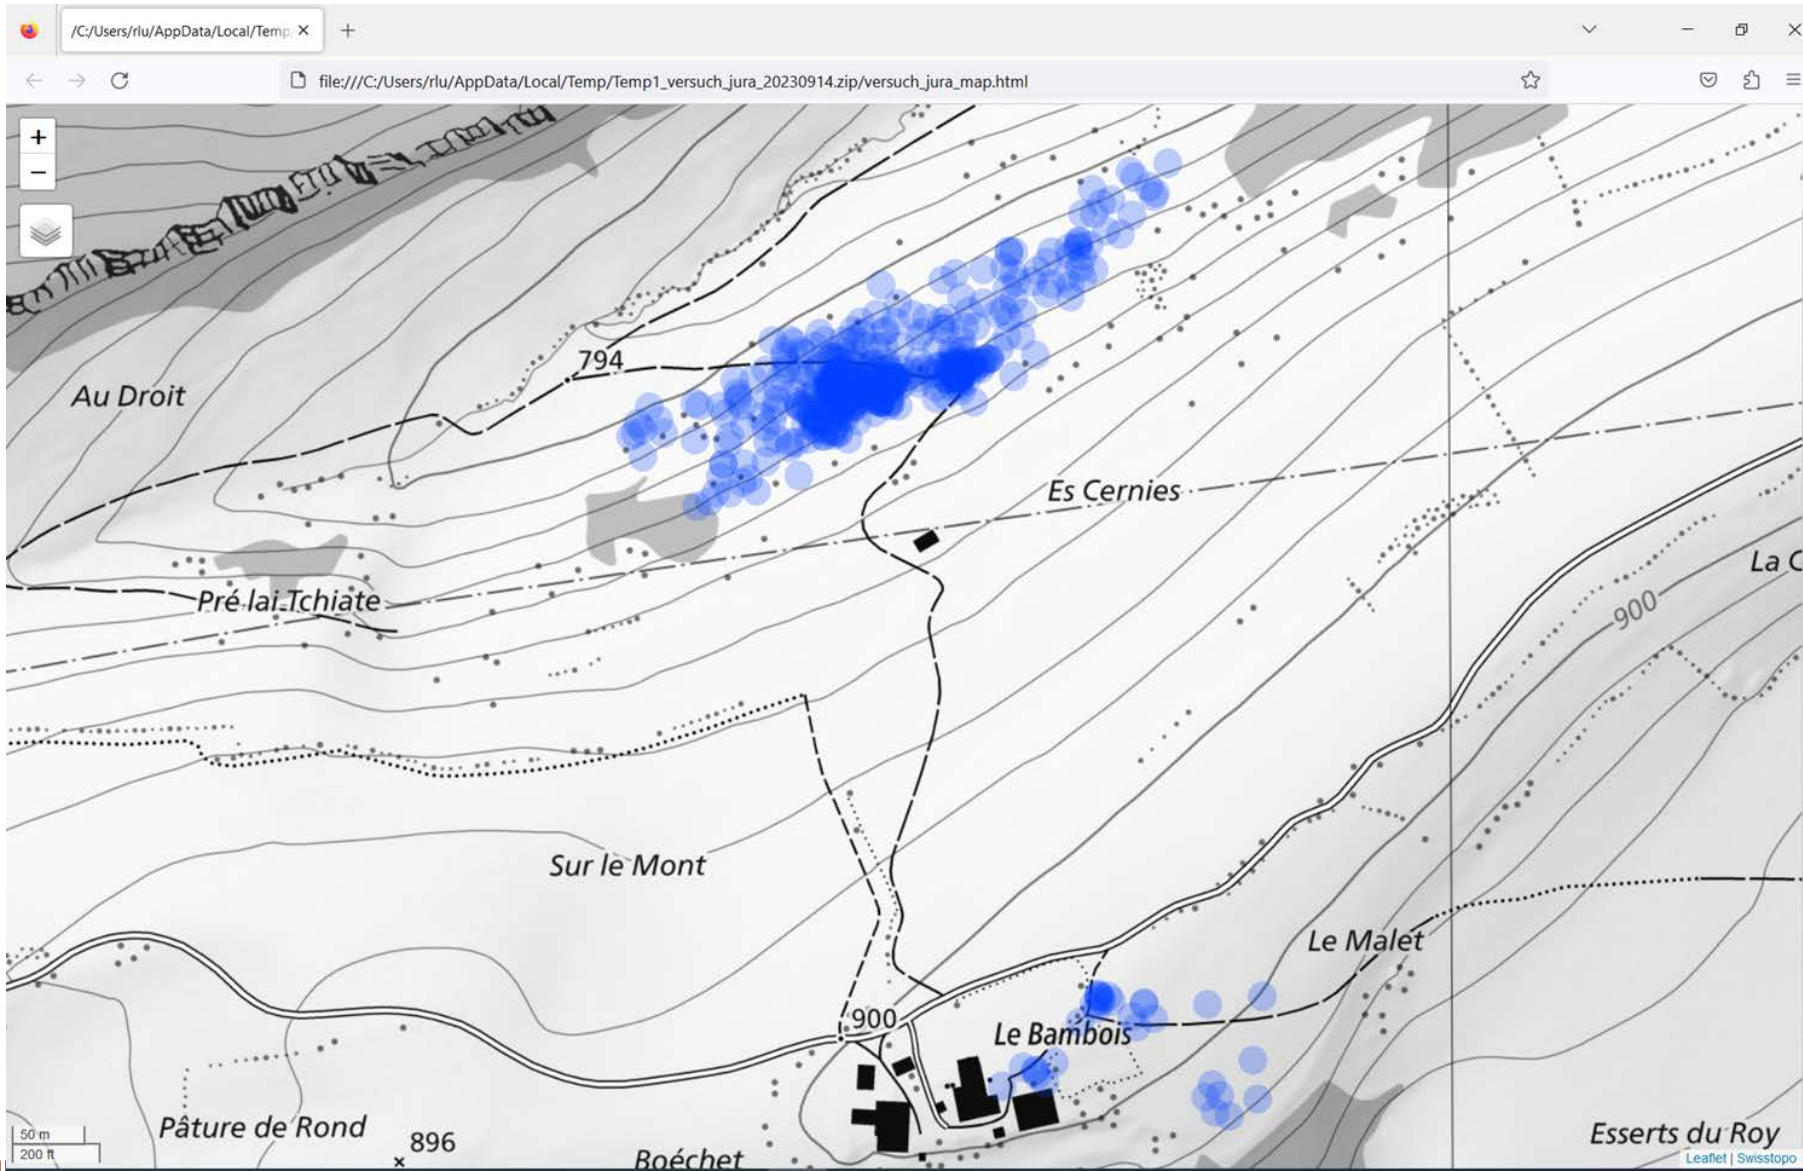 /C:/Users/rlu/AppData/Local/Temp
file:///C:/Users/rlu/AppData/Local/Temp/Temp1_versuch_jura_20230914.zip/versuch_jura_map.html
+
−
794
Au Droit
Es Cernies
La C
Pré lai Tchiate
900
Sur le Mont
Le Malet
900
Le Bambois
Pâture de Rond
896
Boéchet
Esserts du Roy
50 m
200 ft
Leaflet | Swisstopo